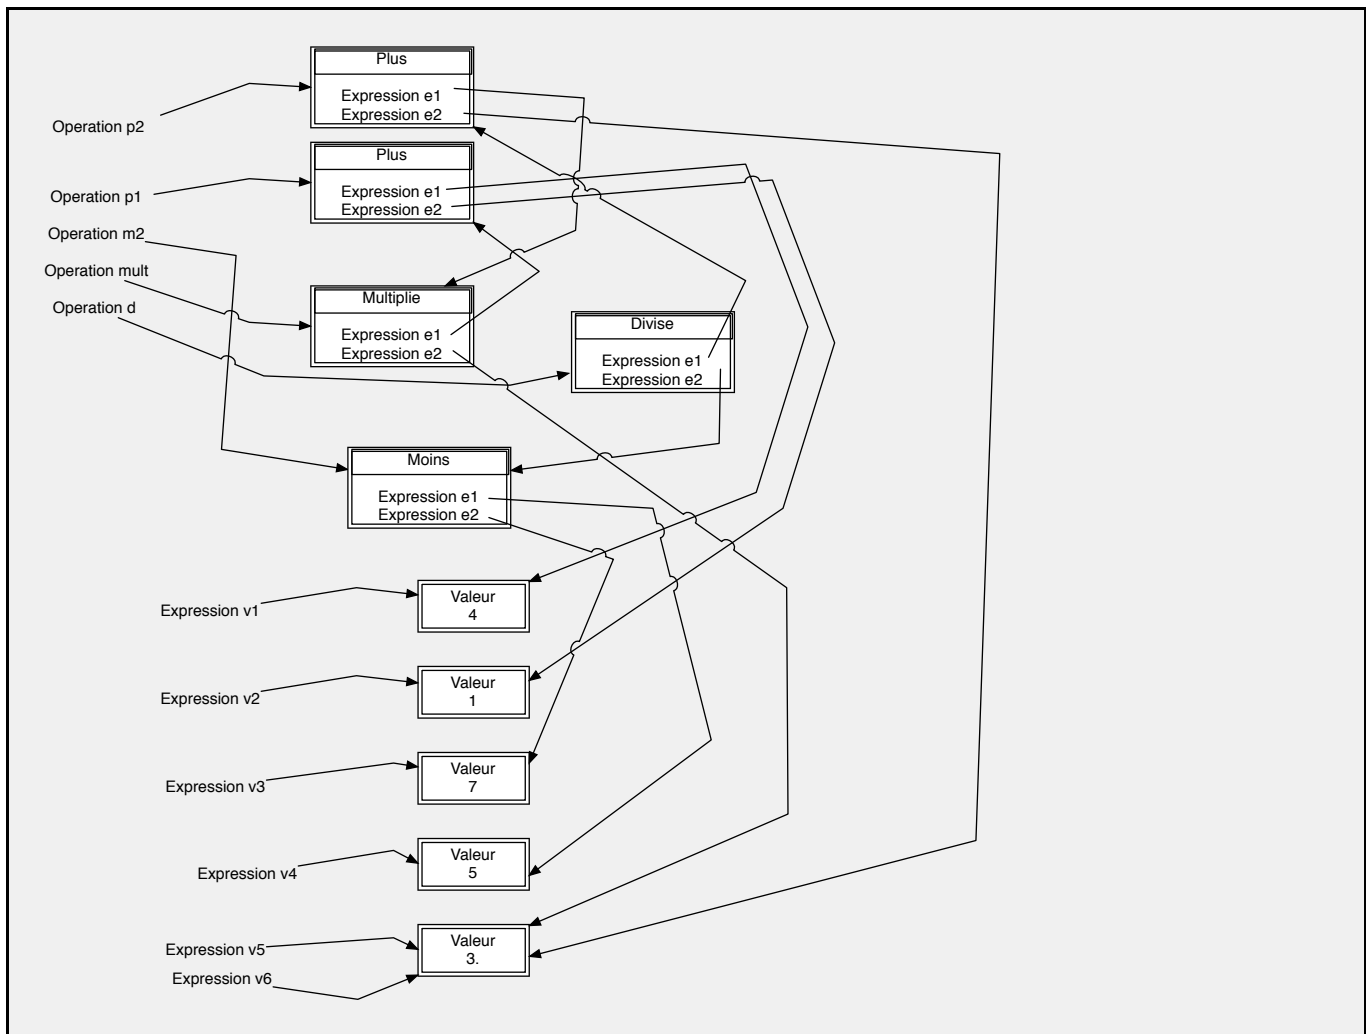 Plus
Expression e1
Expression e2
Operation p2
Plus
Expression e1
Expression e2
Operation p1
Operation m2
Operation mult
Operation d
Multiplie
Expression e1
Expression e2
Divise
Expression e1
Expression e2
Moins
Expression e1
Expression e2
Valeur
4
Expression v1
Valeur
1
Expression v2
Valeur
7
Expression v3
Valeur
5
Expression v4
Valeur
3.
Expression v5
Expression v6